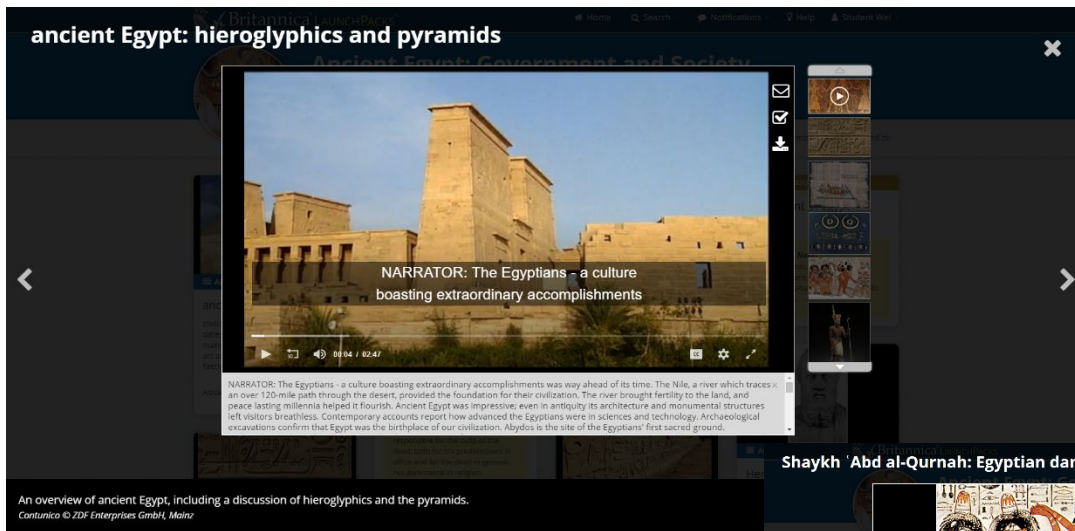 Britannica LAUNCHPACKS
Home Search Notifications Help Student Wei
ancient Egypt: hieroglyphics and pyramids
Ancient Egypt: Government and Society
NARRATOR: The Egyptians - a culture
boasting extraordinary accomplishments
00:04 / 02:47
NARRATOR: The Egyptians - a culture boasting extraordinary accomplishments was way ahead of its time. The Nile, a river which traces
an over 120-mile path through the desert, provided the foundation for their civilization. The river brought fertility to the land, and
peace lasting millennia helped it flourish. Ancient Egypt was impressive; even in antiquity its architecture and monumental structures
left visitors breathless. Contemporary accounts report how advanced the Egyptians were in sciences and technology. Archaeological
excavations confirm that Egypt was the birthplace of our civilization. Abydos is the site of the Egyptians' first sacred ground.
An overview of ancient Egypt, including a discussion of hieroglyphics and the pyramids.
Contunico © ZDF Enterprises GmbH, Mainz
Britannica
Shaykh ʿAbd al-Qurnah: Egyptian dan